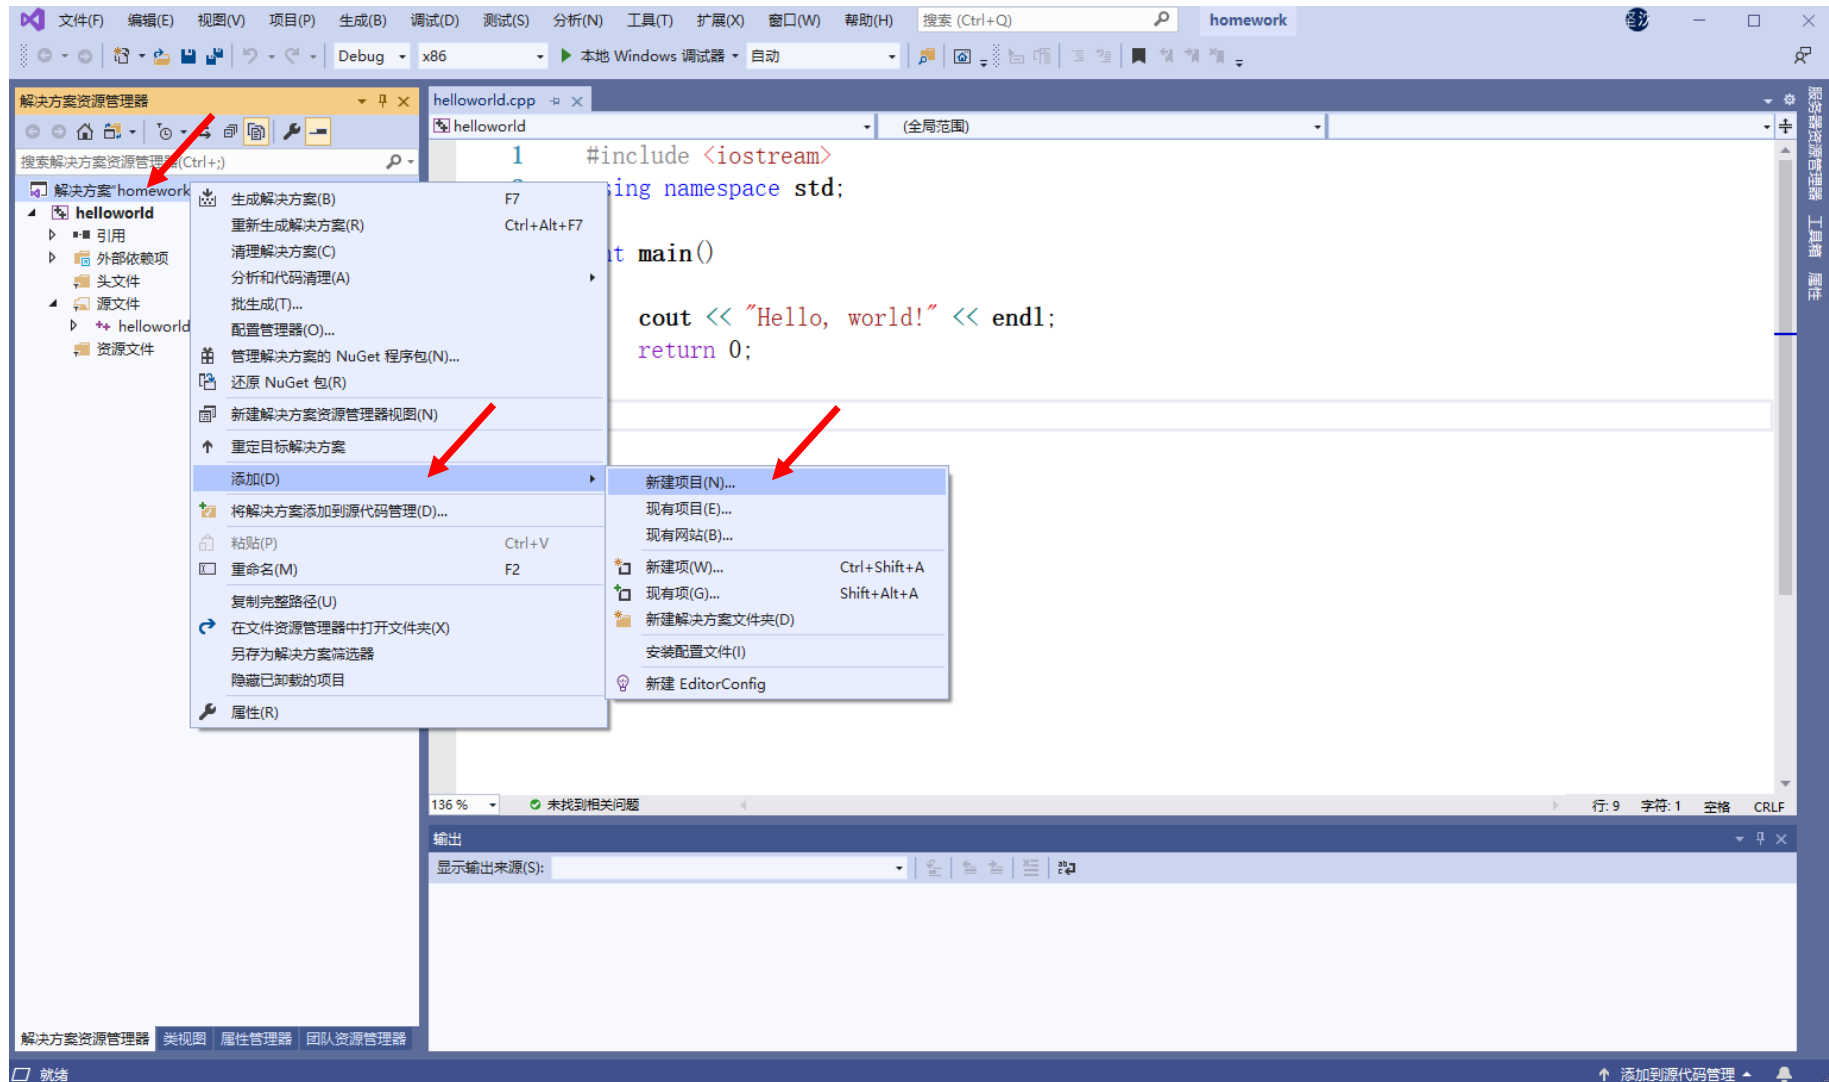 文件(F) 编辑(E) 视图(V) 项目(P) 生成(B) 调试(D) 测试(S) 分析(N) 工具(T) 扩展(X) 窗口(W) 帮助(H) 搜索 (Ctrl+Q) homework
Debug x86 本地 Windows 调试器 自动
解决方案资源管理器
搜索解决方案资源管理器(Ctrl+;)
解决方案"homework
helloworld
引用
外部依赖项
头文件
源文件
helloworld
资源文件
生成解决方案(B) F7
重新生成解决方案(R) Ctrl+Alt+F7
清理解决方案(C)
分析和代码清理(A)
批生成(T)...
配置管理器(O)...
管理解决方案的 NuGet 程序包(N)...
还原 NuGet 包(R)
新建解决方案资源管理器视图(N)
重定目标解决方案
添加(D)
将解决方案添加到源代码管理(D)...
粘贴(P) Ctrl+V
重命名(M) F2
复制完整路径(U)
在文件资源管理器中打开文件夹(X)
另存为解决方案筛选器
隐藏已卸载的项目
属性(R)
新建项目(N)...
现有项目(E)...
现有网站(B)...
新建项(W)... Ctrl+Shift+A
现有项(G)... Shift+Alt+A
新建解决方案文件夹(D)
安装配置文件(I)
新建 EditorConfig
helloworld.cpp
helloworld (全局范围)
1 #include <iostream>
sing namespace std;
nt main()
cout << "Hello, world!" << endl;
return 0;
136 % 未找到相关问题 行: 9 字符: 1 空格 CRLF
输出
显示输出来源(S):
服务器资源管理器
工具箱
属性
解决方案资源管理器 类视图 属性管理器 团队资源管理器
就绪 添加到源代码管理